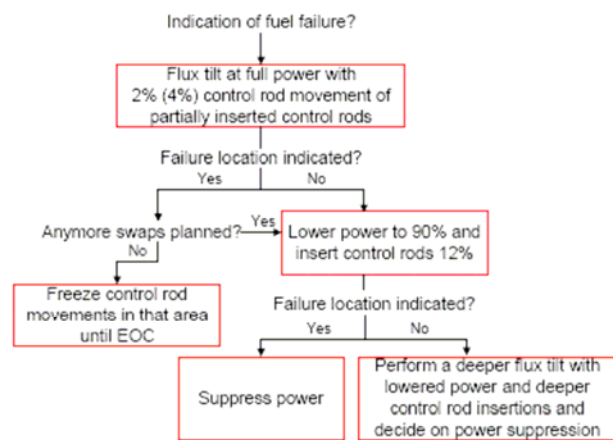 Indication of fuel failure?
Flux tilt at full power with
2% (4%) control rod movement of
partially inserted control rods
Failure location indicated?
Yes
No
Anymore swaps planned?
Yes
No
Lower power to 90% and
insert control rods 12%
Freeze control rod
movements in that area
until EOC
Failure location indicated?
Yes
No
Suppress power
Perform a deeper flux tilt with
lowered power and deeper
control rod insertions and
decide on power suppression